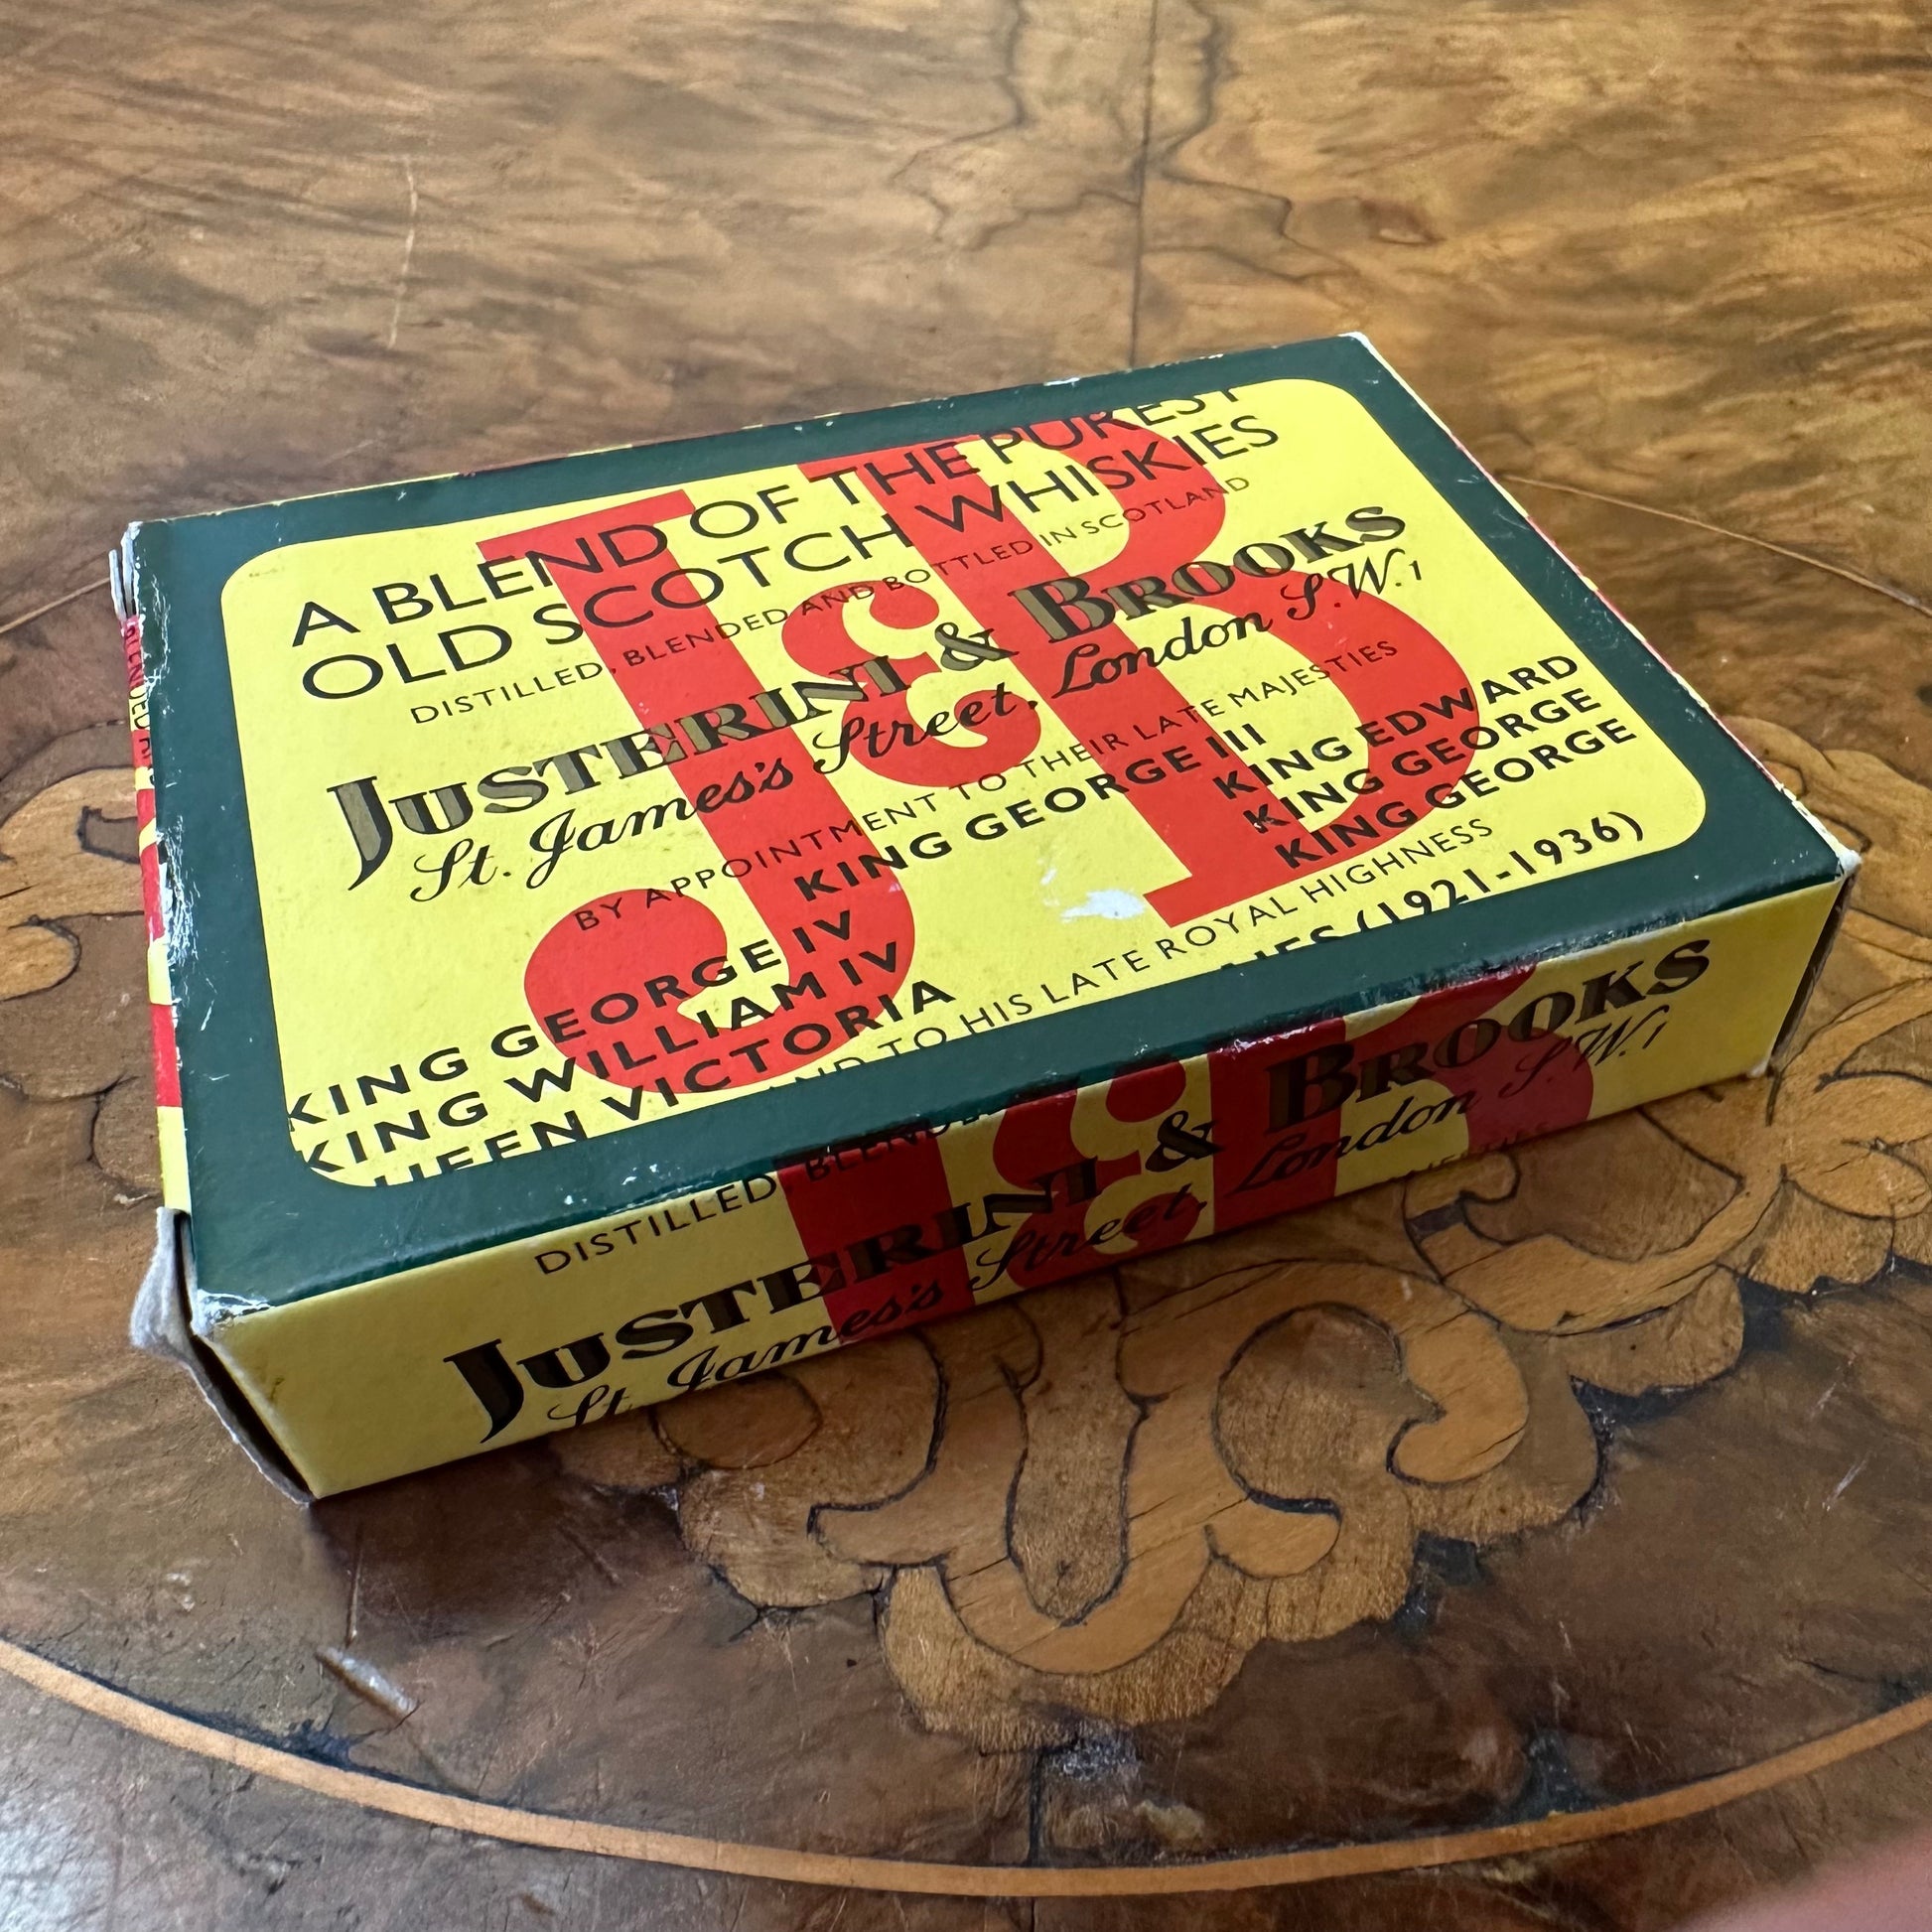 J&B
A BLEND OF THE PUREST
OLD SCOTCH WHISKIES
DISTILLED, BLENDED AND BOTTLED IN SCOTLAND
JUSTERINI & BROOKS
St. James's Street, London S.W.1
BY APPOINTMENT TO THEIR LATE MAJESTIES
KING GEORGE III
KING GEORGE IV KING EDWARD
KING WILLIAM IV KING GEORGE
QUEEN VICTORIA KING GEORGE
AND TO HIS LATE ROYAL HIGHNESS
(1921-1936)
DISTILLED, BLENDED
JUSTERINI & BROOKS
St. James's Street, London S.W.1